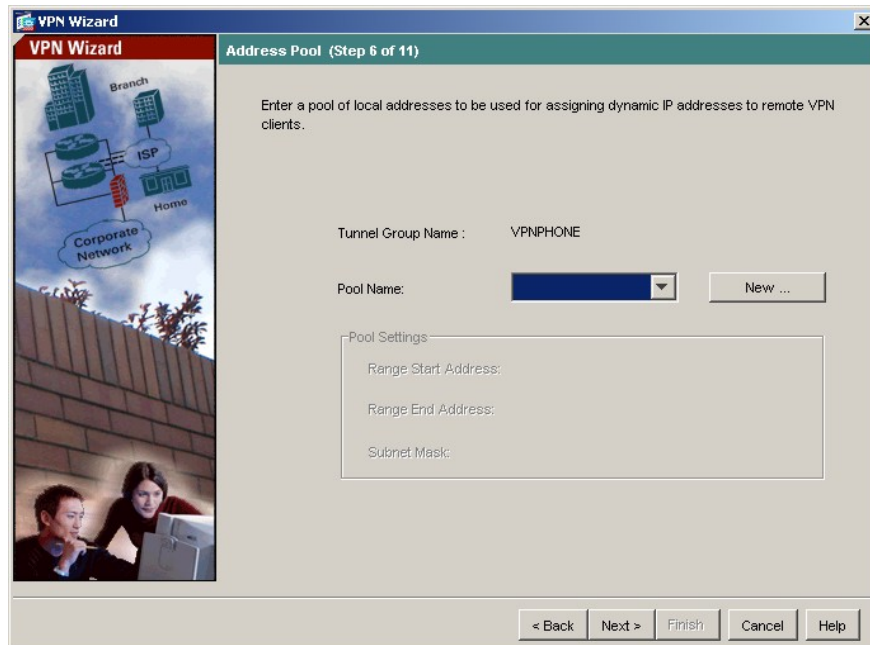 VPN Wizard
VPN Wizard
Address Pool (Step 6 of 11)
Branch
ISP
Home
Corporate
Network
Enter a pool of local addresses to be used for assigning dynamic IP addresses to remote VPN
clients.
Tunnel Group Name : VPNPHONE
Pool Name: New ...
Pool Settings
Range Start Address:
Range End Address:
Subnet Mask:
< Back Next > Finish Cancel Help